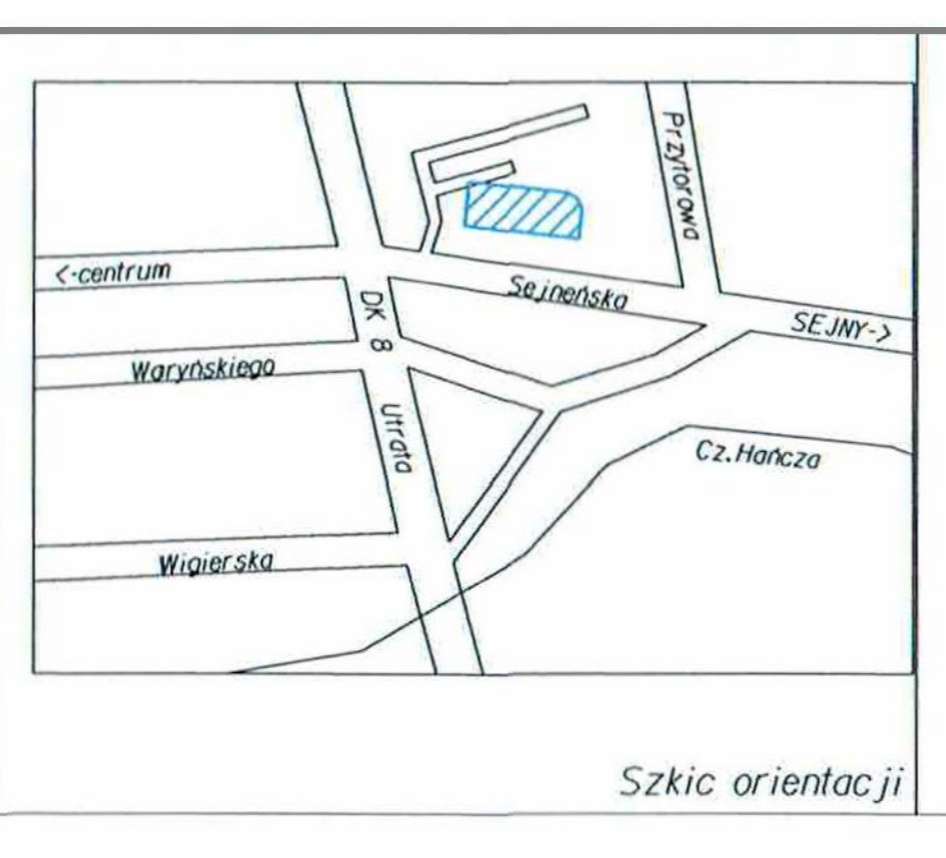 Przytorowa
<-centrum
Sejneńska
DK 8
SEJNY->
Waryńskiego
Utrata
Cz.Hańcza
Wigierska
Szkic orientacji